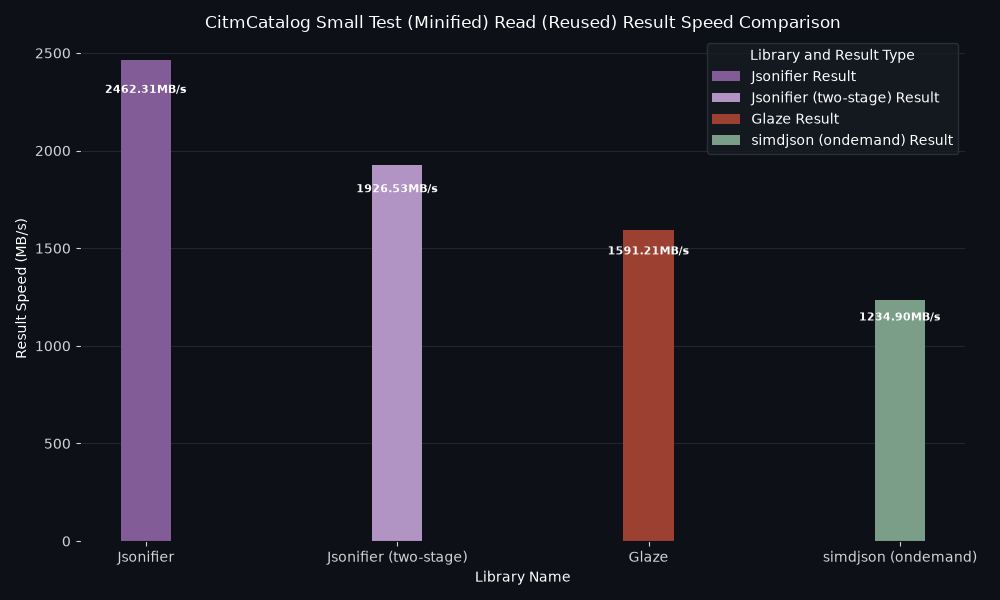 CitmCatalog Small Test (Minified) Read (Reused) Result Speed Comparison
Library and Result Type
Jsonifier Result
Jsonifier (two-stage) Result
Glaze Result
simdjson (ondemand) Result
Result Speed (MB/s)
2500
2000
1500
1000
500
0
2462.31MB/s
1926.53MB/s
1591.21MB/s
1234.90MB/s
Jsonifier
Jsonifier (two-stage)
Glaze
simdjson (ondemand)
Library Name